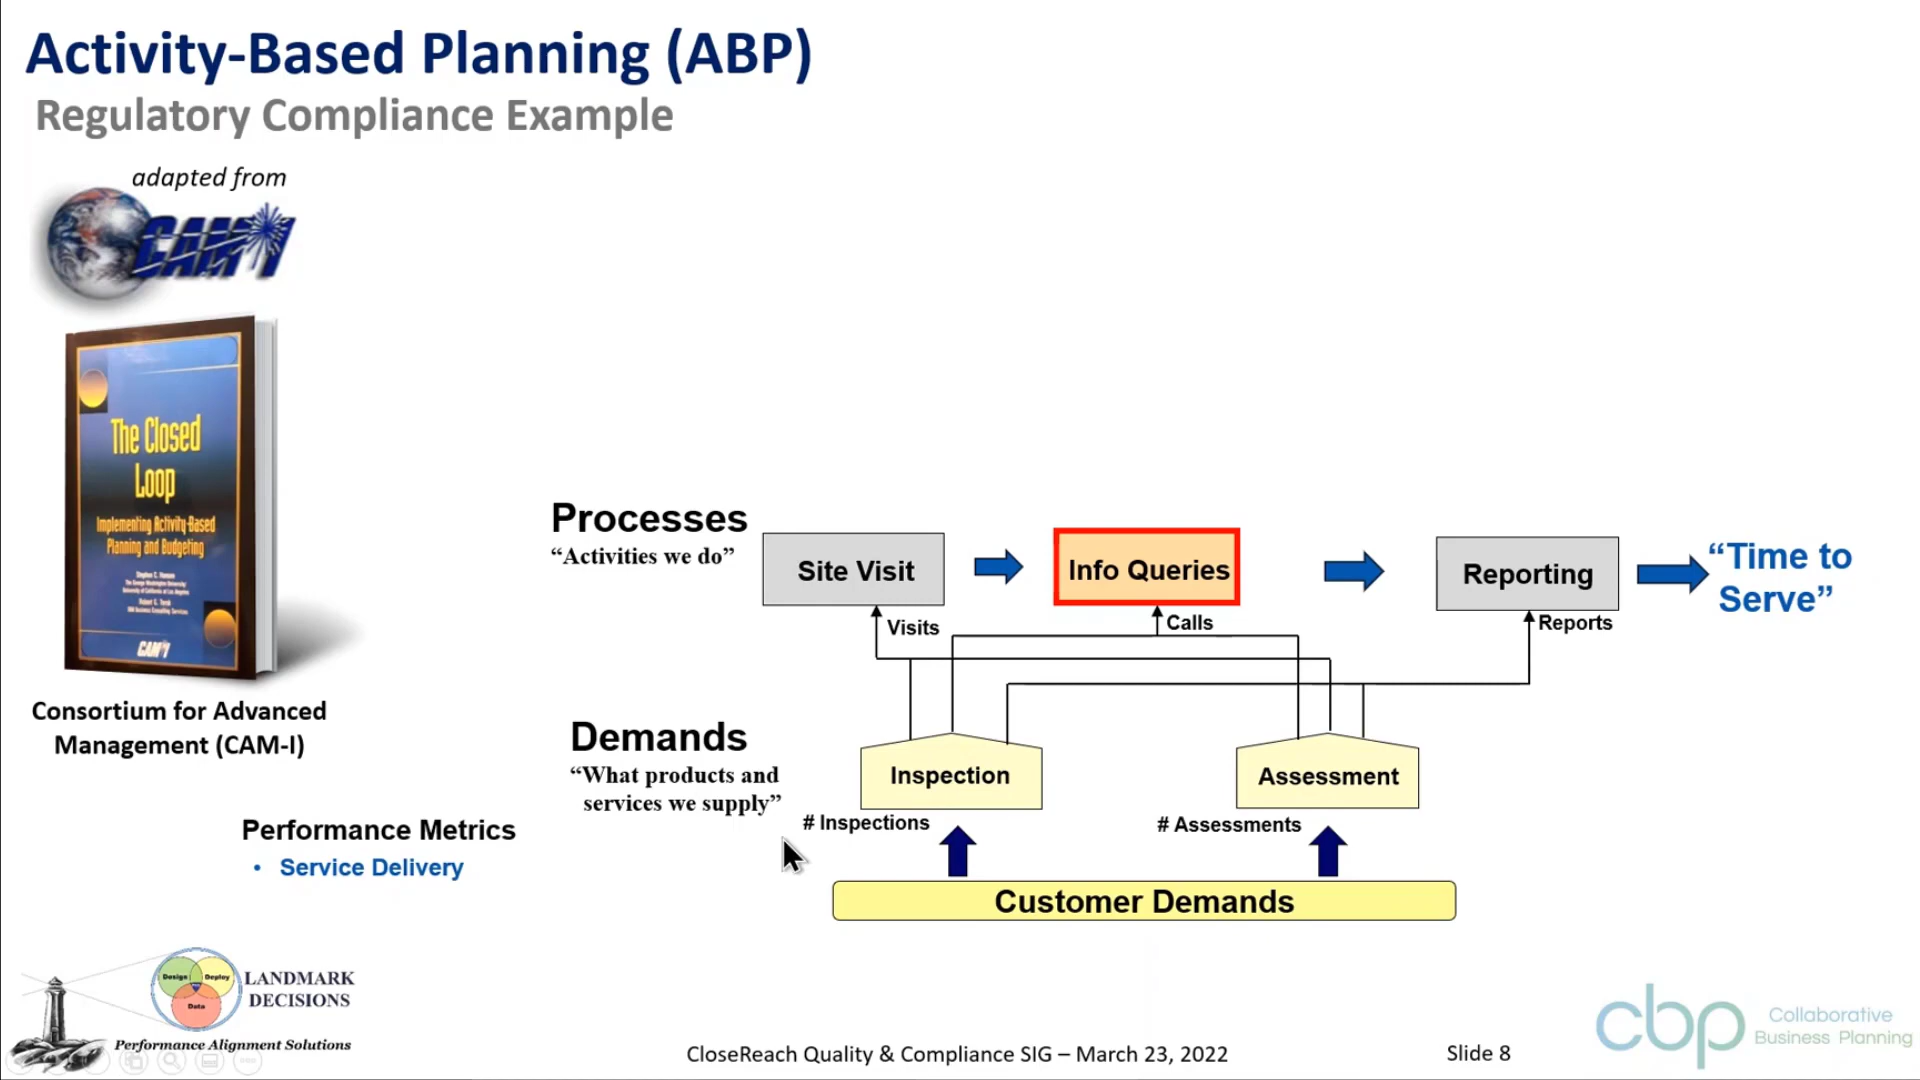 Activity-Based Planning (ABP)
Regulatory Compliance Example
adapted from
CAM-I
The Closed
Loop
Implementing Activity-Based
Planning and Budgeting
CAM-I
Consortium for Advanced
Management (CAM-I)
Processes
“Activities we do”
Site Visit
Info Queries
Reporting
“Time to
Serve”
Visits
Calls
Reports
Demands
“What products and
services we supply”
Inspection
Assessment
# Inspections
# Assessments
Customer Demands
Performance Metrics
• Service Delivery
Design
Deploy
Data
LANDMARK
DECISIONS
Performance Alignment Solutions
CloseReach Quality & Compliance SIG – March 23, 2022
Slide 8
cbp
Collaborative
Business Planning